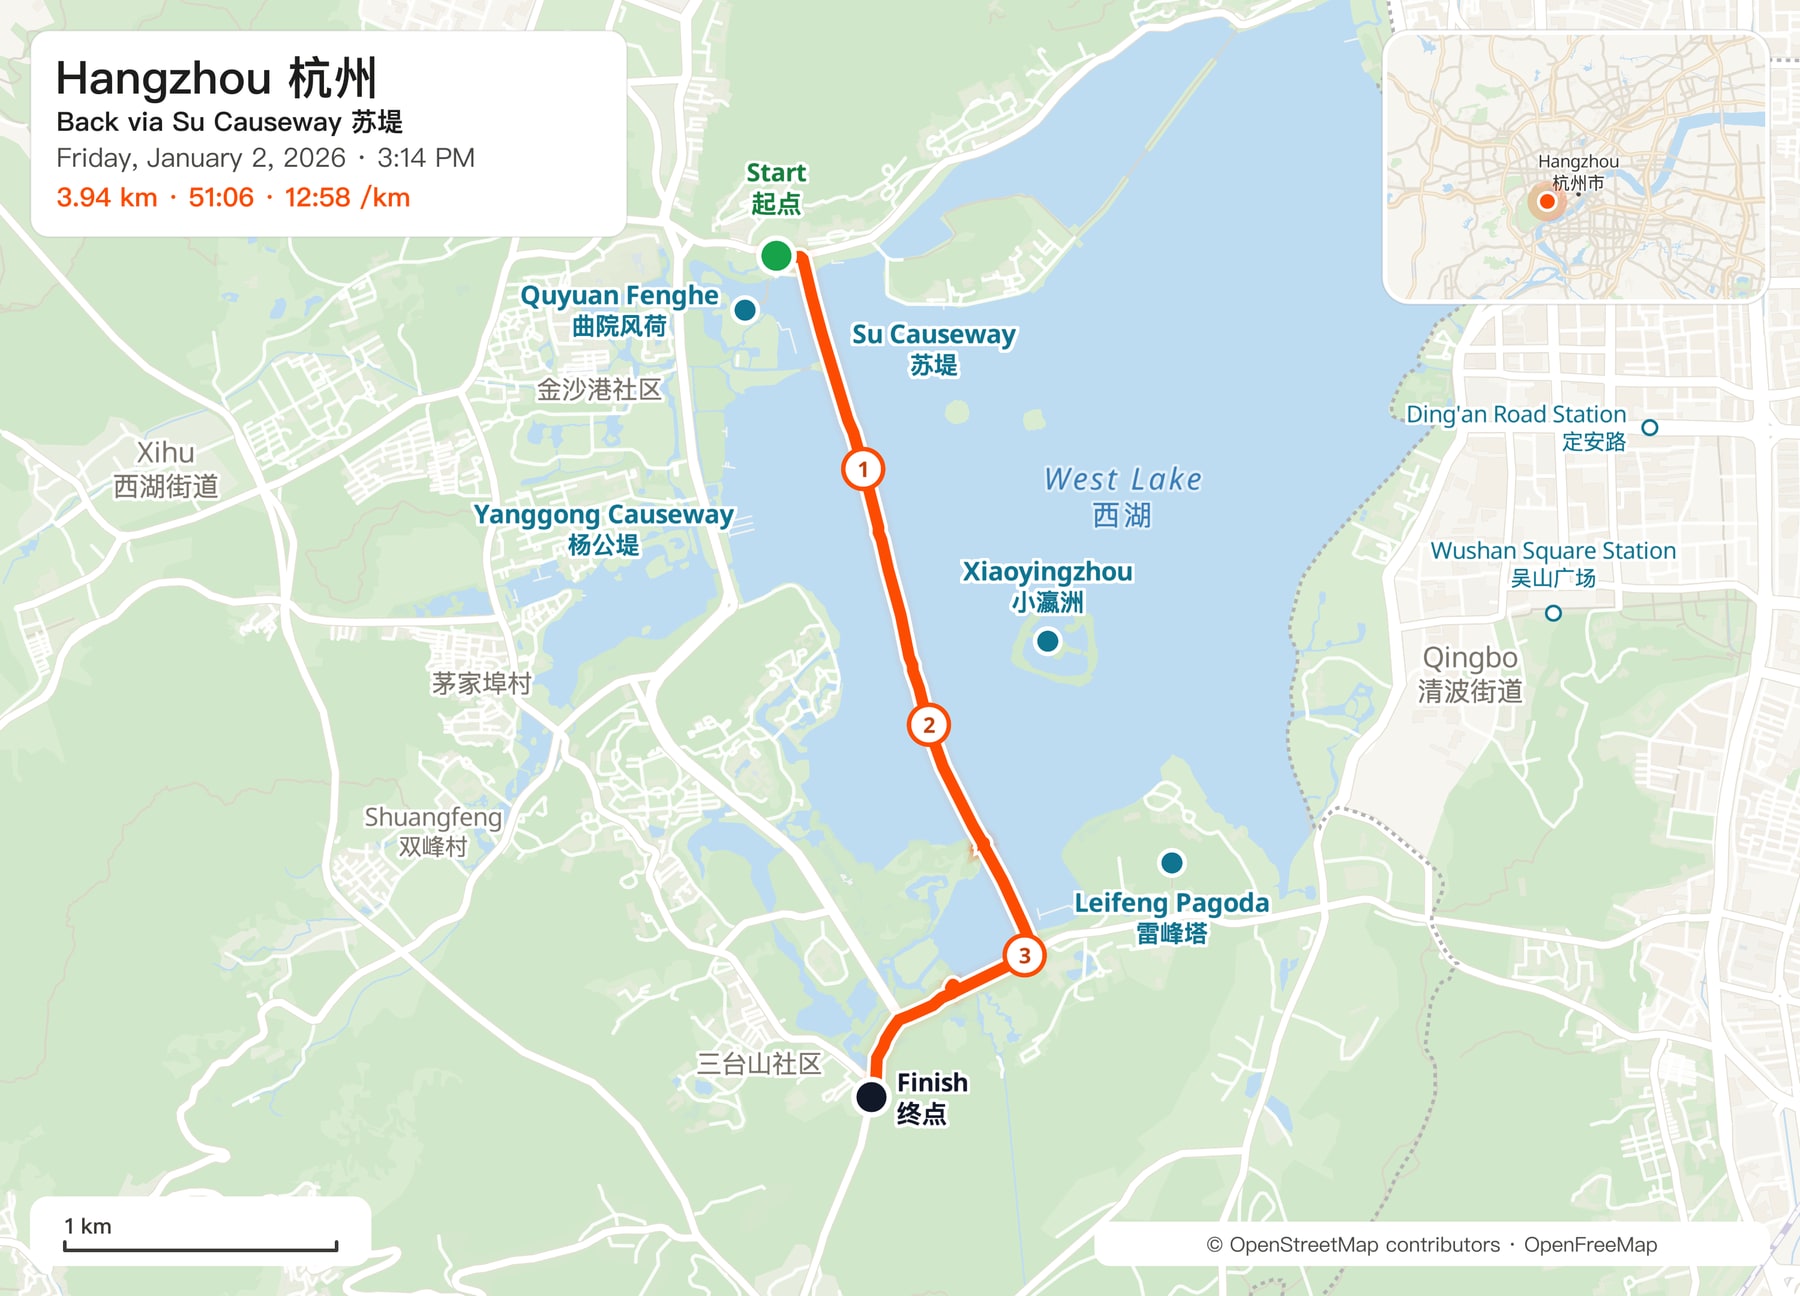 Hangzhou 杭州
Back via Su Causeway 苏堤
Friday, January 2, 2026 · 3:14 PM
3.94 km · 51:06 · 12:58 /km
Hangzhou
杭州市
Start
起点
Quyuan Fenghe
曲院风荷
Su Causeway
苏堤
金沙港社区
Ding'an Road Station
定安路
Xihu
西湖街道
1
West Lake
西湖
Yanggong Causeway
杨公堤
Wushan Square Station
吴山广场
Xiaoyingzhou
小瀛洲
茅家埠村
Qingbo
清波街道
2
Shuangfeng
双峰村
Leifeng Pagoda
雷峰塔
3
三台山社区
Finish
终点
1 km
© OpenStreetMap contributors · OpenFreeMap